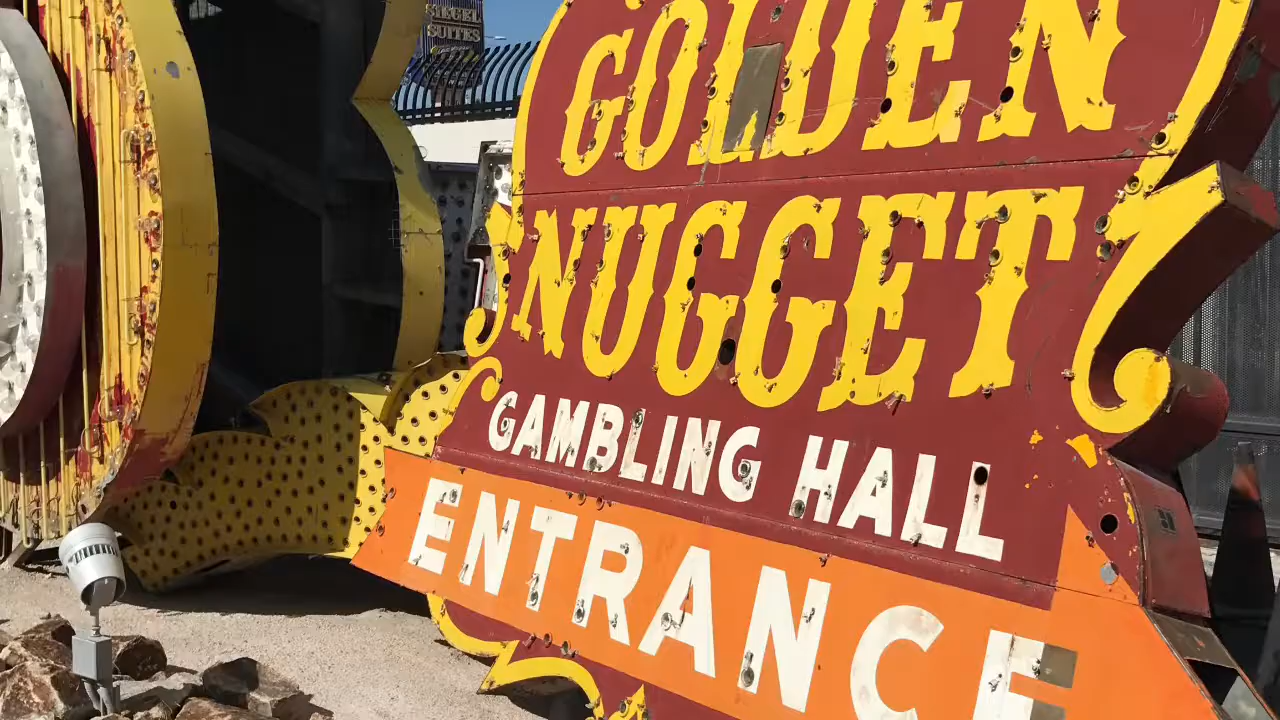 SIEGEL
SUITES
GOLDEN
NUGGET
GAMBLING HALL
ENTRANCE